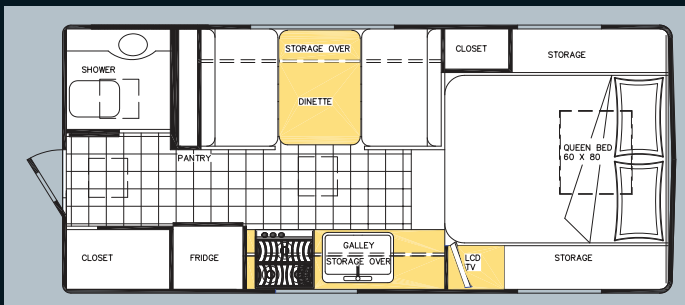 STORAGE OVER
CLOSET
STORAGE
SHOWER
DINETTE
PANTRY
QUEEN BED
60 X 80
CLOSET
FRIDGE
GALLEY
STORAGE OVER
LCD
TV
STORAGE